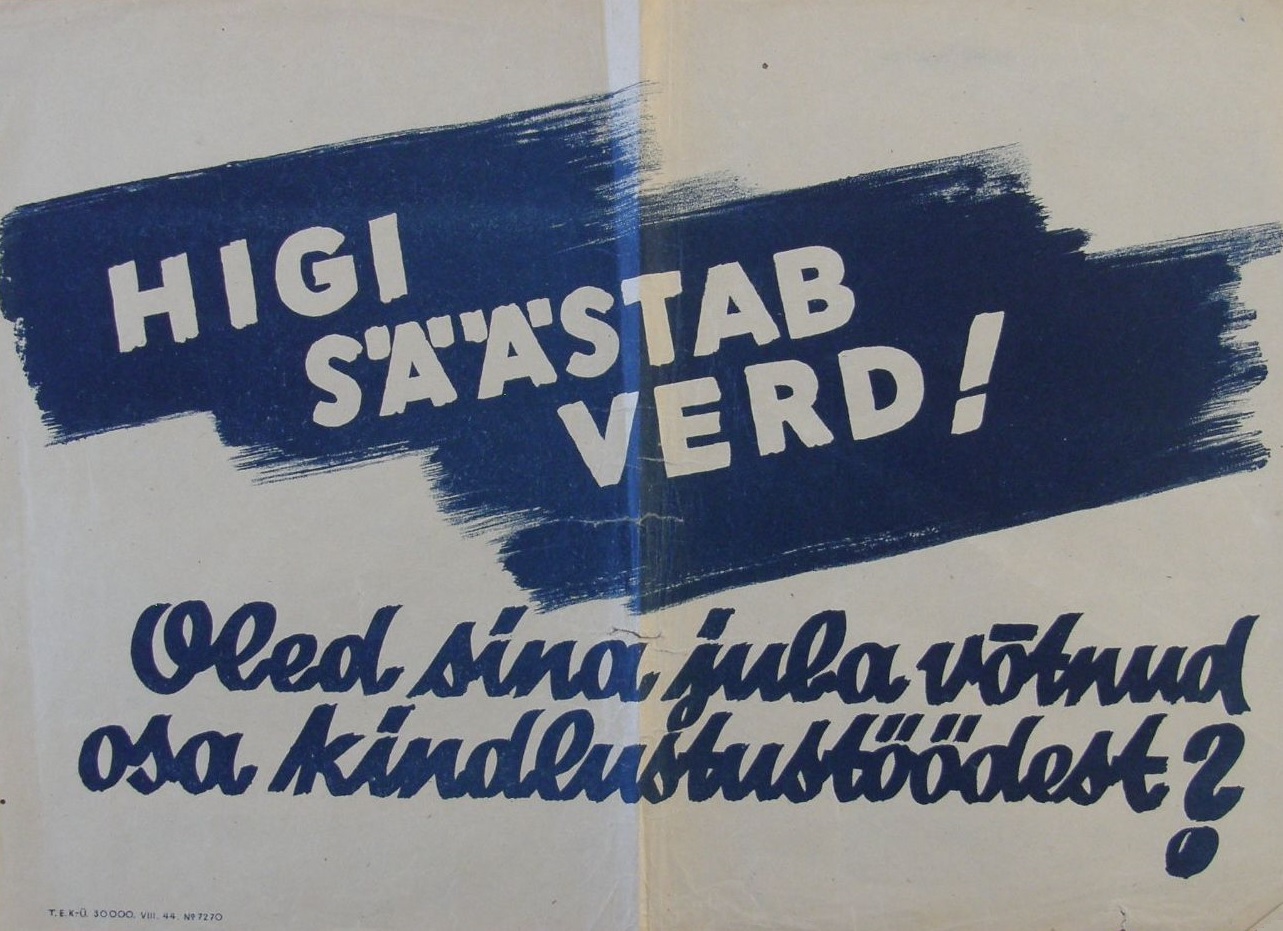 HIGI
SÄÄSTAB
VERD!
Oled sina juba võtnud
osa kindlustustöödest?
T. E. K-Ü. 30000. VIII. 44. № 7270